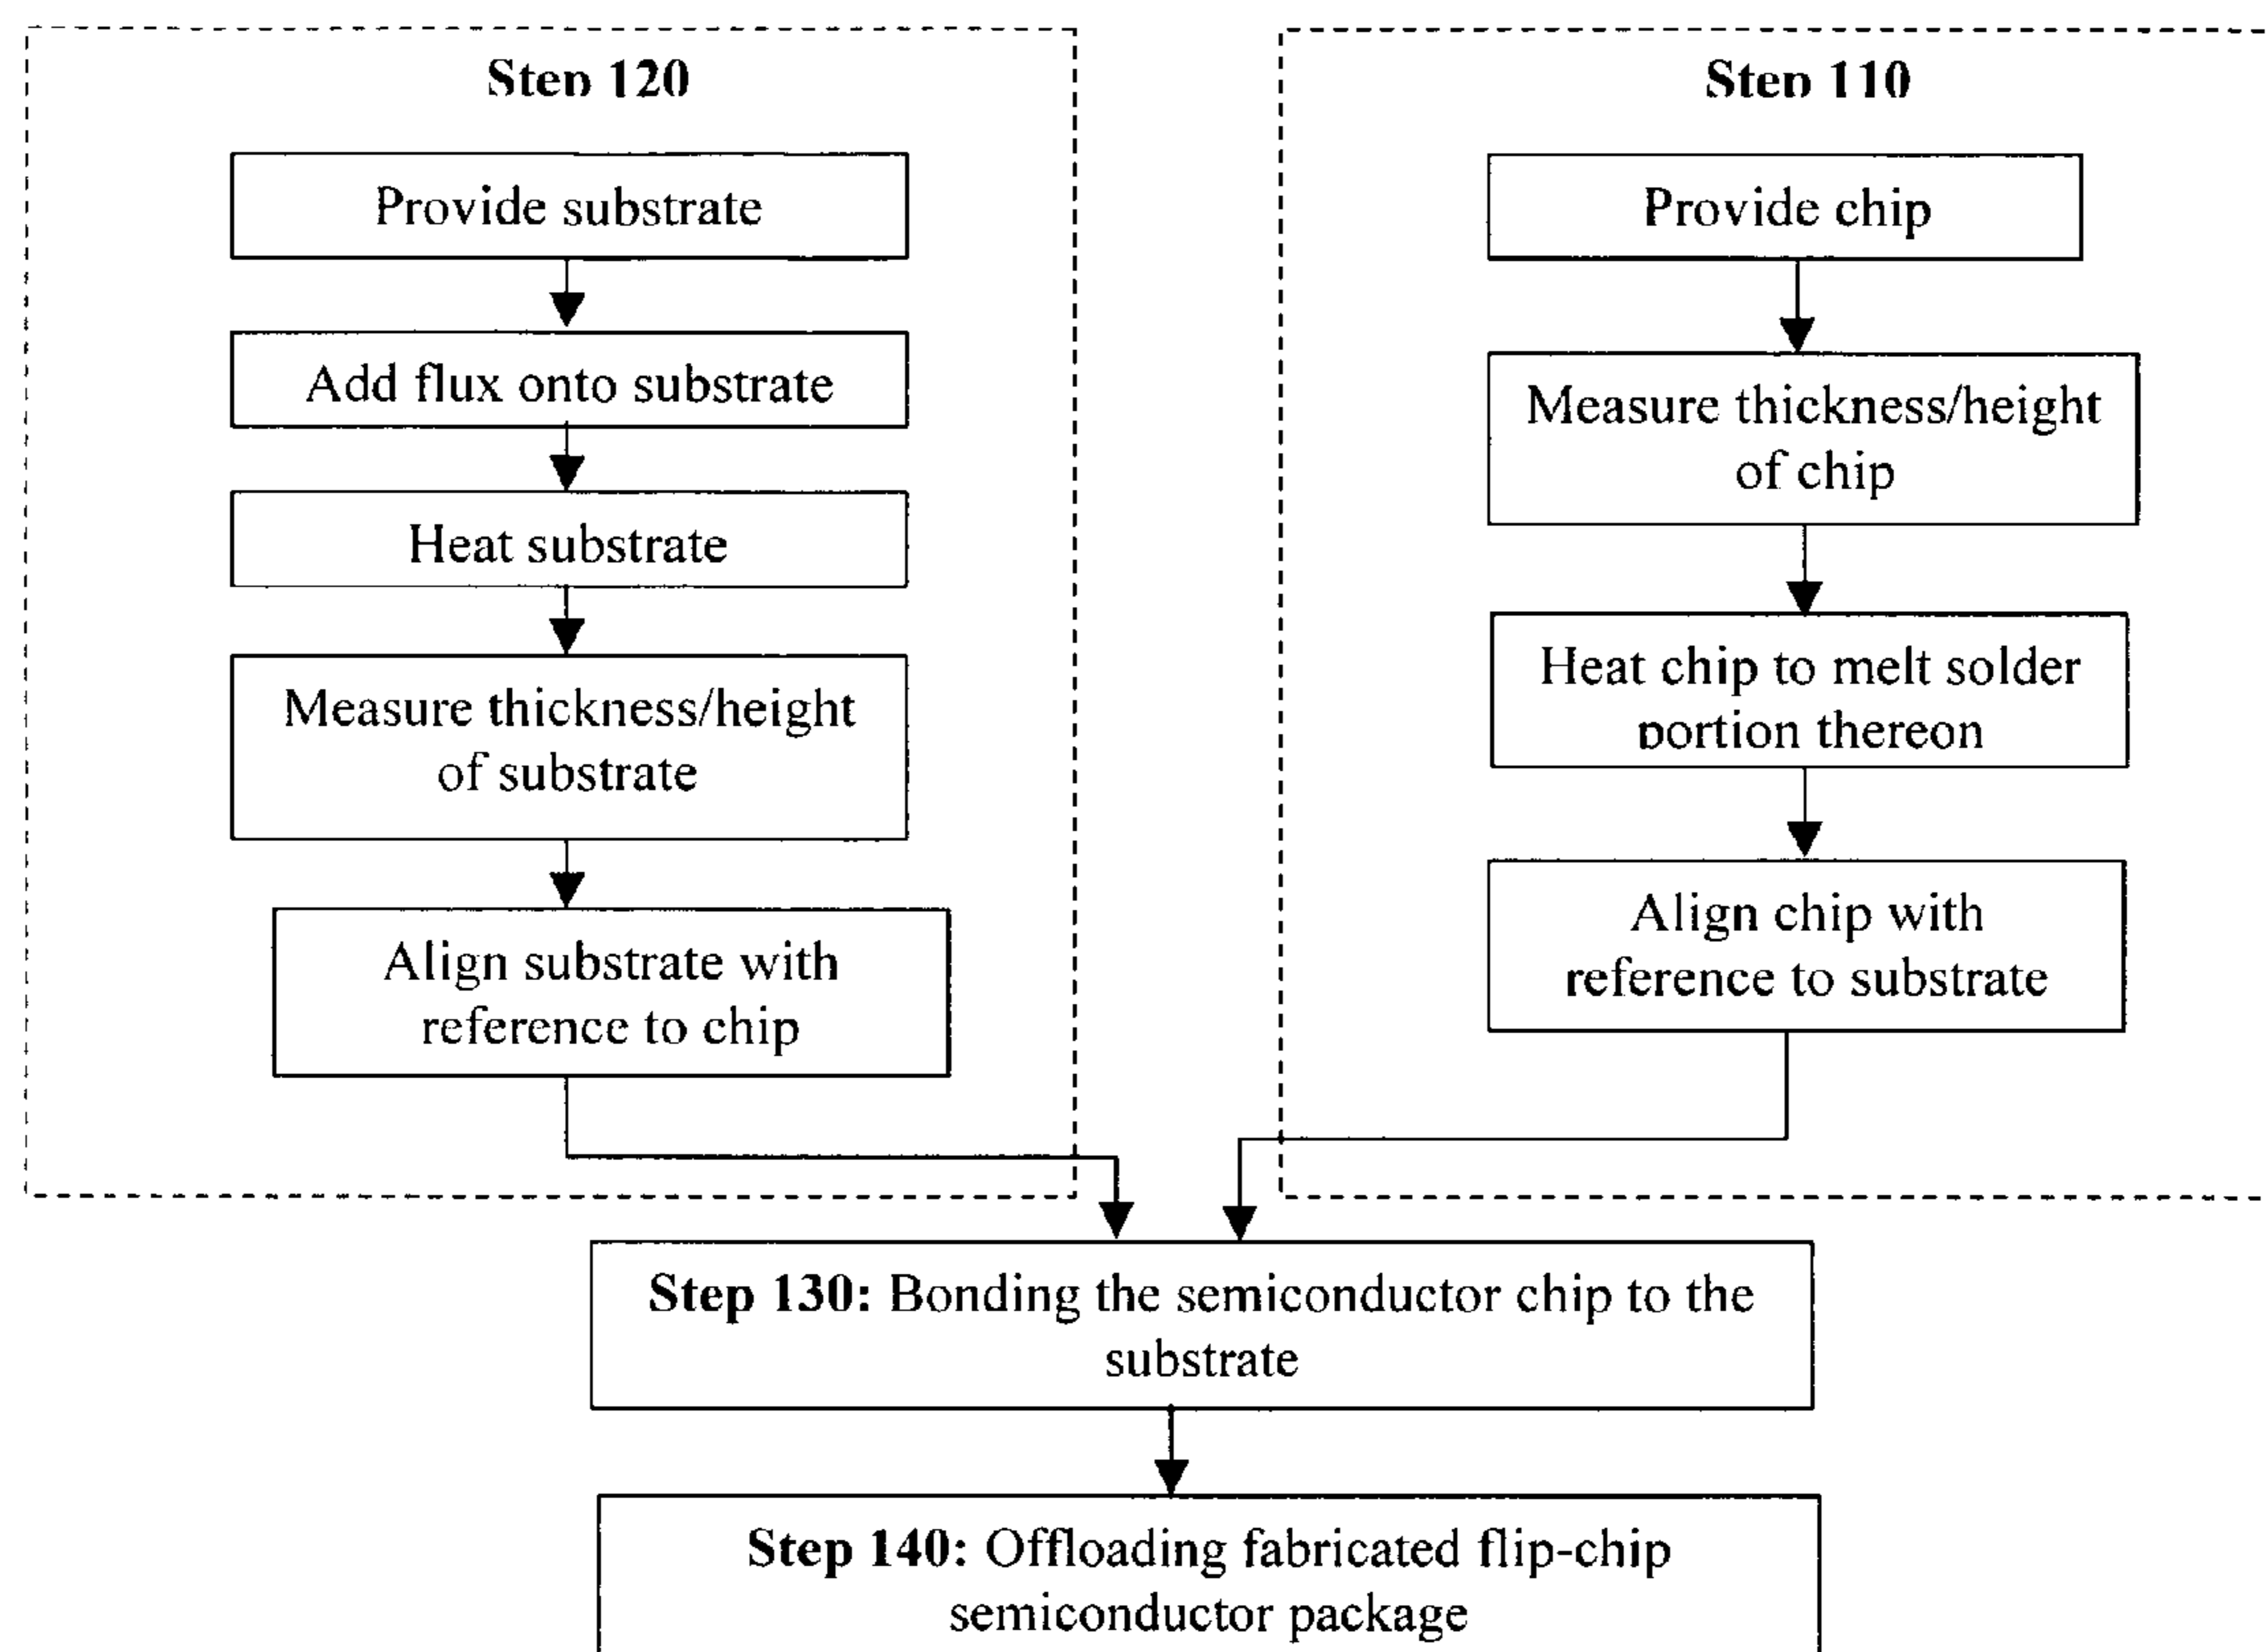 Step 120
Provide substrate
Add flux onto substrate
Heat substrate
Measure thickness/height
of substrate
Align substrate with
reference to chip
Step 110
Provide chip
Measure thickness/height
of chip
Heat chip to melt solder
portion thereon
Align chip with
reference to substrate
Step 130: Bonding the semiconductor chip to the
substrate
Step 140: Offloading fabricated flip-chip
semiconductor package